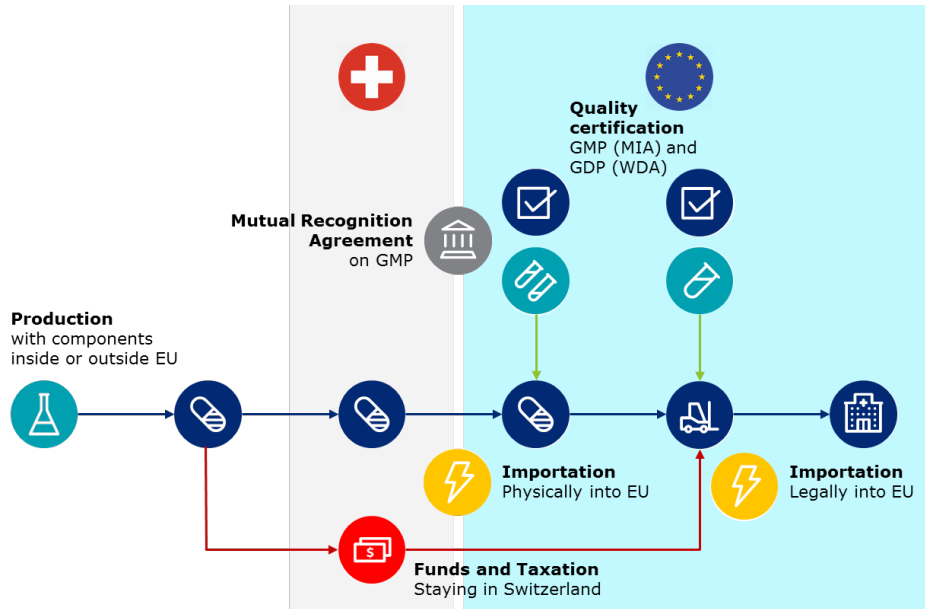 Quality
certification
GMP (MIA) and
GDP (WDA)
Mutual Recognition
Agreement
on GMP
Production
with components
inside or outside EU
Importation
Physically into EU
Importation
Legally into EU
$
Funds and Taxation
Staying in Switzerland